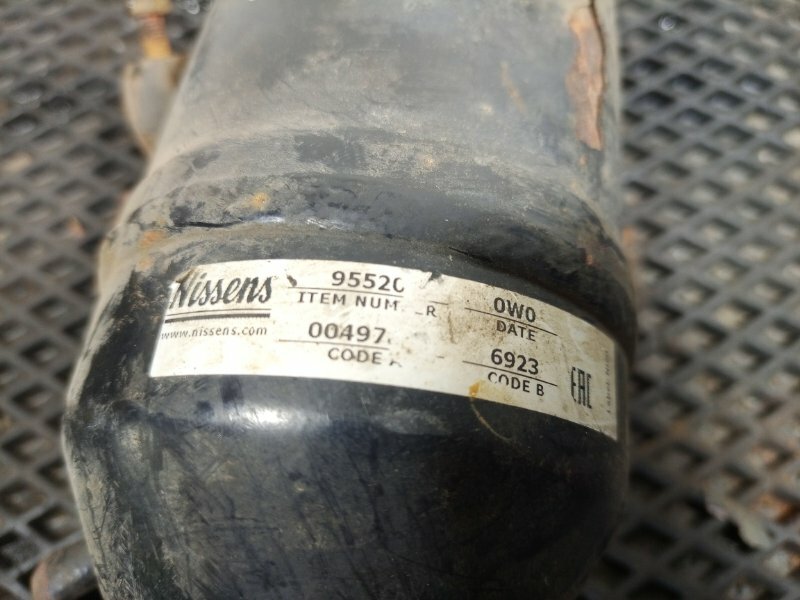 Nissens
www.nissens.com
95520
ITEM NUM  R
0W0
DATE
00497
CODE A
6923
CODE B
EAC